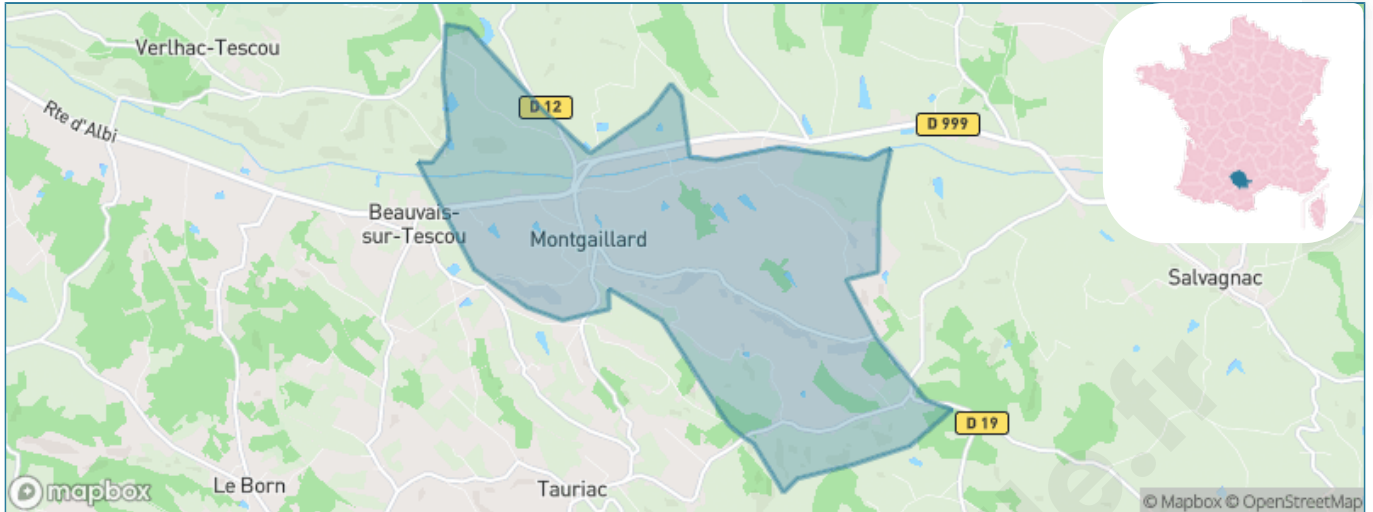 Verlhac-Tescou
Rte d'Albi
D 12
D 999
Beauvais-
sur-Tescou
Montgaillard
Salvagnac
D 19
Le Born
Tauriac
mapbox
© Mapbox © OpenStreetMap